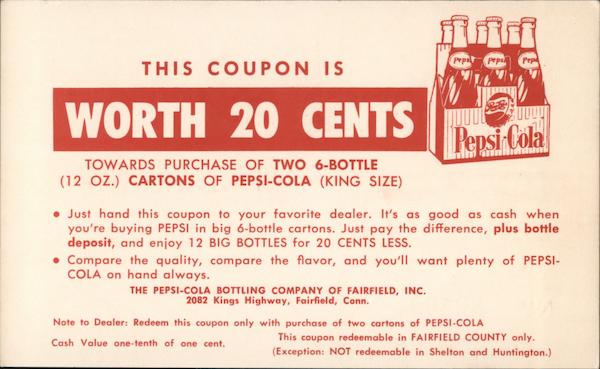 THIS COUPON IS
WORTH 20 CENTS
TOWARDS PURCHASE OF TWO 6-BOTTLE
(12 OZ.) CARTONS OF PEPSI-COLA (KING SIZE)
Pepsi
Pepsi-Cola
• Just hand this coupon to your favorite dealer. It's as good as cash when
you're buying PEPSI in big 6-bottle cartons. Just pay the difference, plus bottle
deposit, and enjoy 12 BIG BOTTLES for 20 CENTS LESS.
• Compare the quality, compare the flavor, and you'll want plenty of PEPSI-
COLA on hand always.
THE PEPSI-COLA BOTTLING COMPANY OF FAIRFIELD, INC.
2082 Kings Highway, Fairfield, Conn.
Note to Dealer: Redeem this coupon only with purchase of two cartons of PEPSI-COLA
Cash Value one-tenth of one cent.
This coupon redeemable in FAIRFIELD COUNTY only.
(Exception: NOT redeemable in Shelton and Huntington.)